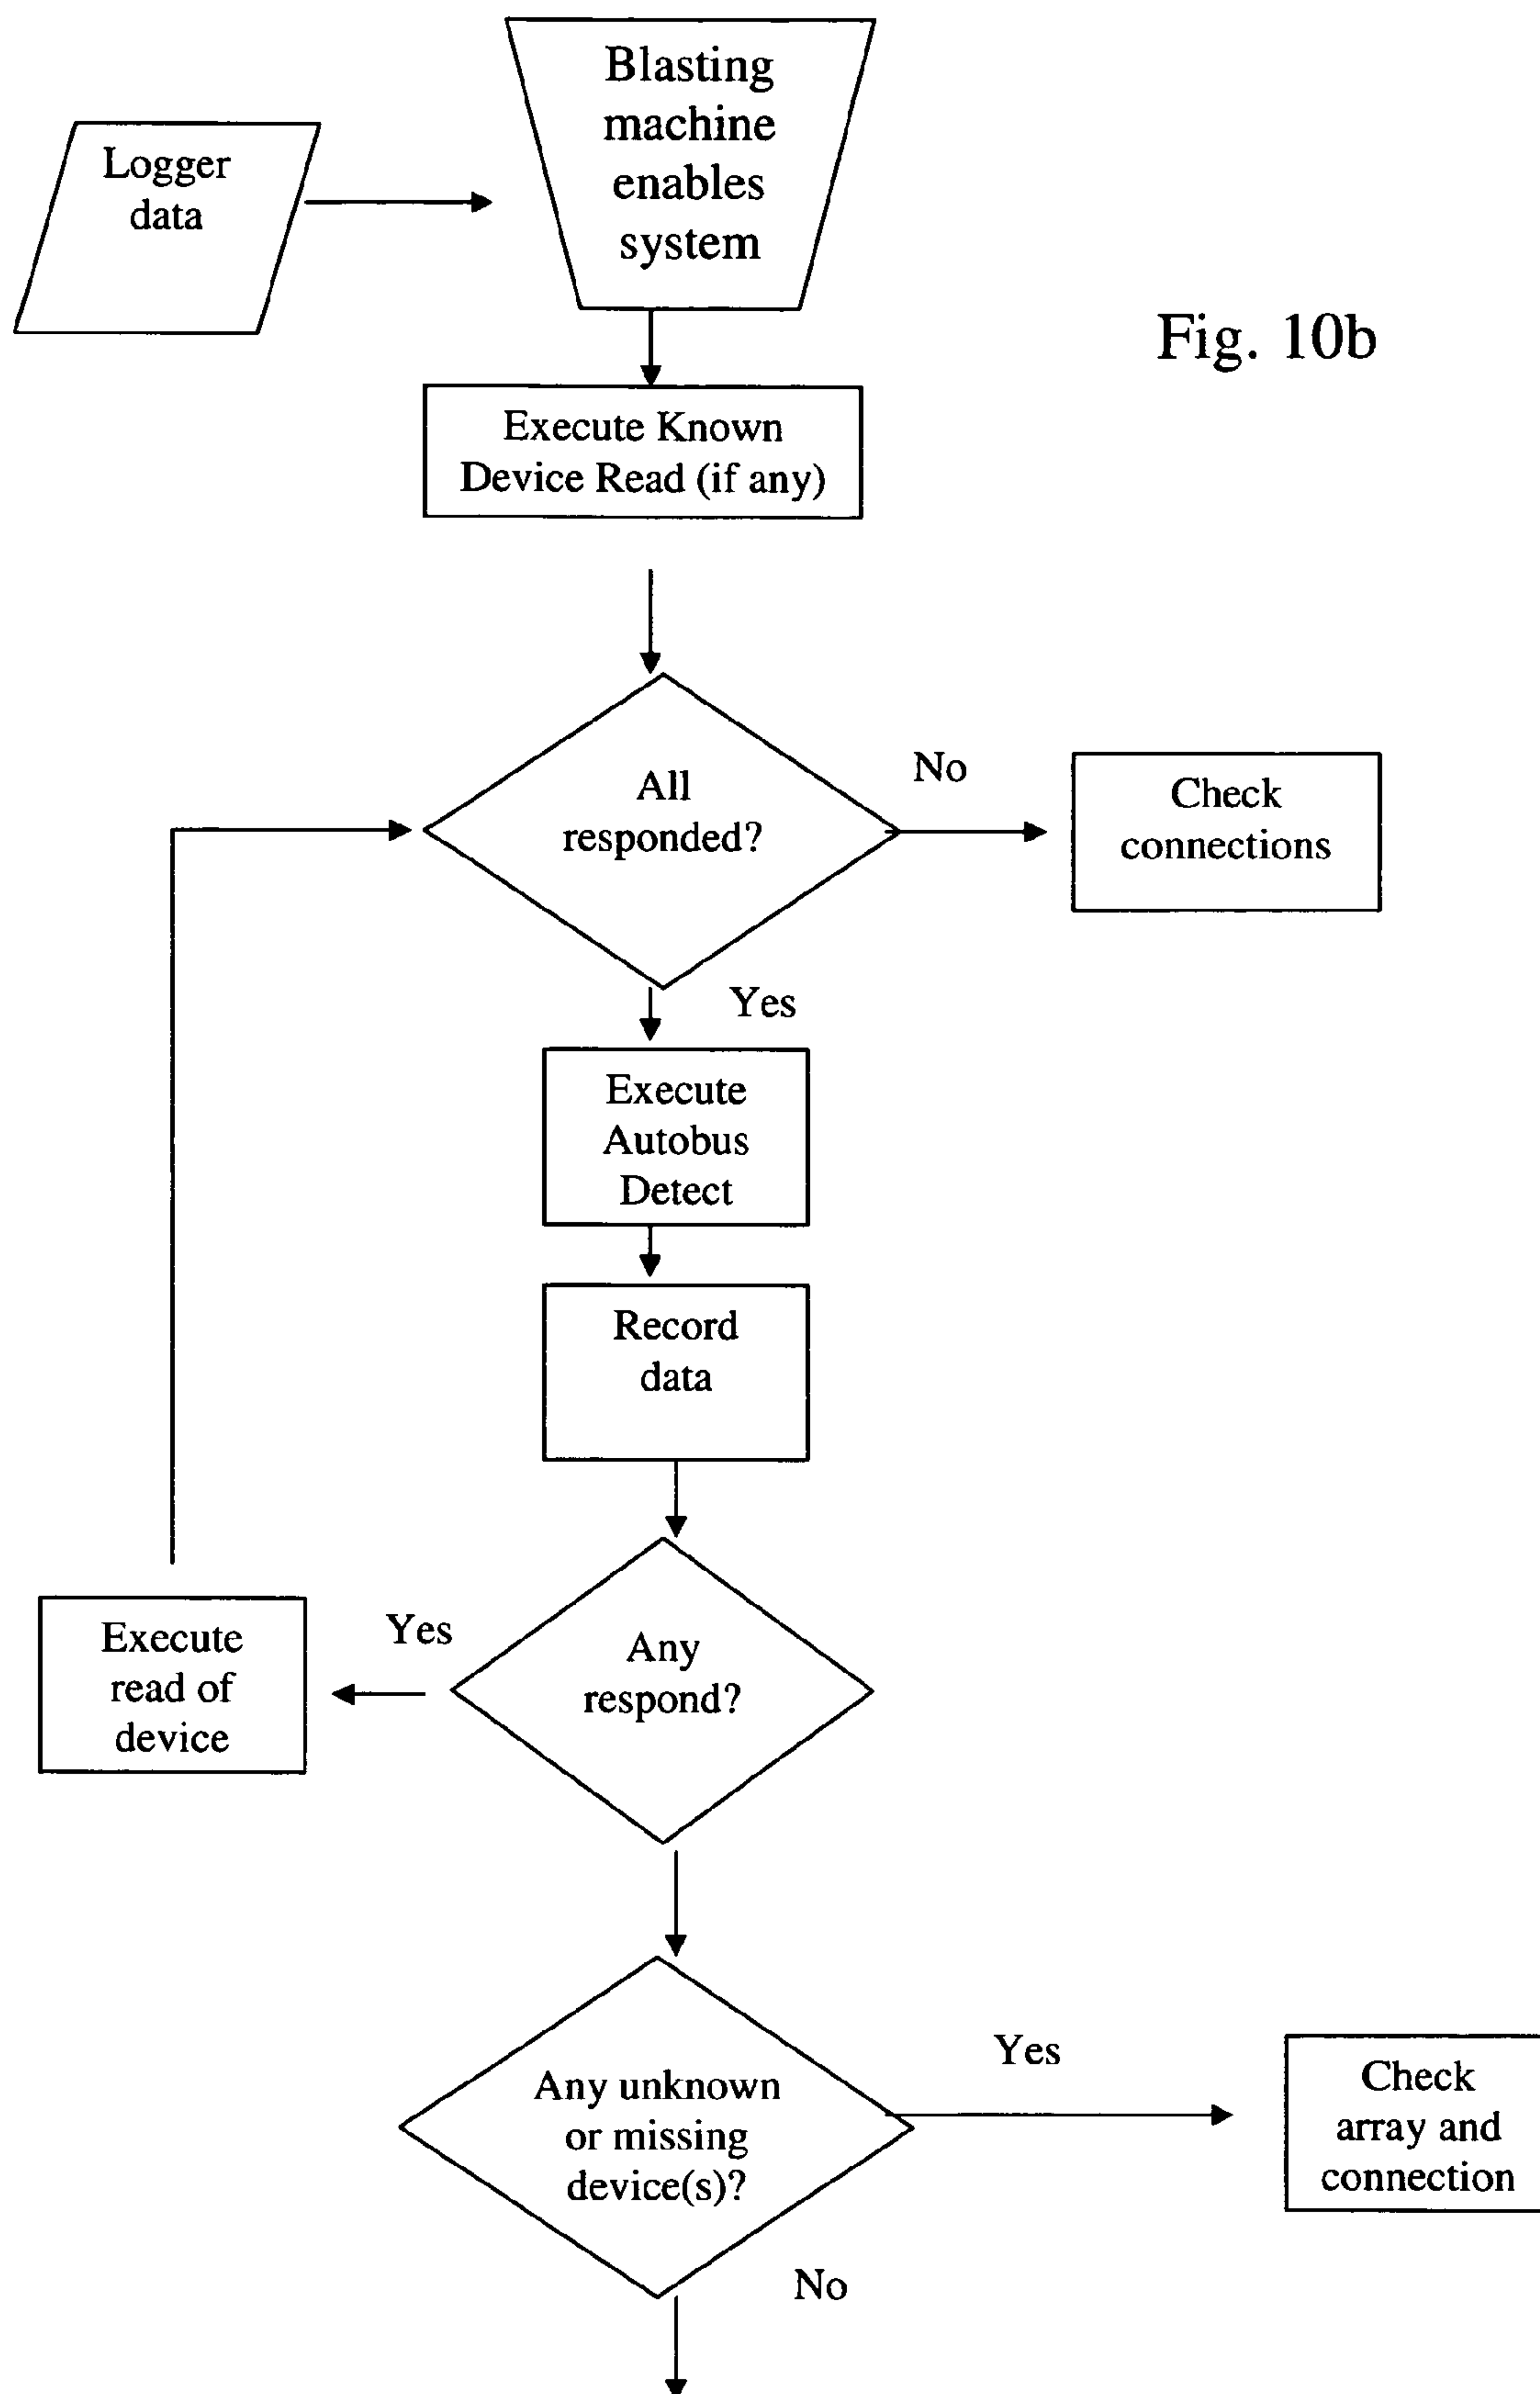 Blasting
machine
enables
system
Logger
data
Fig. 10b
Execute Known
Device Read (if any)
All
responded?
No
Check
connections
Yes
Execute
Autobus
Detect
Record
data
Any
respond?
Yes
Execute
read of
device
Any unknown
or missing
device(s)?
Yes
Check
array and
connection
No